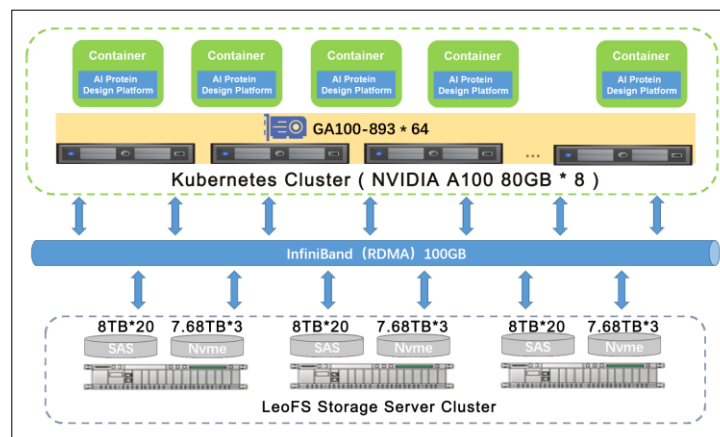 Container
AI Protein
Design Platform
Container
AI Protein
Design Platform
Container
AI Protein
Design Platform
Container
AI Protein
Design Platform
Container
AI Protein
Design Platform
GA100-893 * 64
...
Kubernetes Cluster ( NVIDIA A100 80GB * 8 )
InfiniBand （RDMA） 100GB
8TB*20 7.68TB*3 8TB*20 7.68TB*3 8TB*20 7.68TB*3
SAS Nvme SAS Nvme SAS Nvme
LeoFS Storage Server Cluster